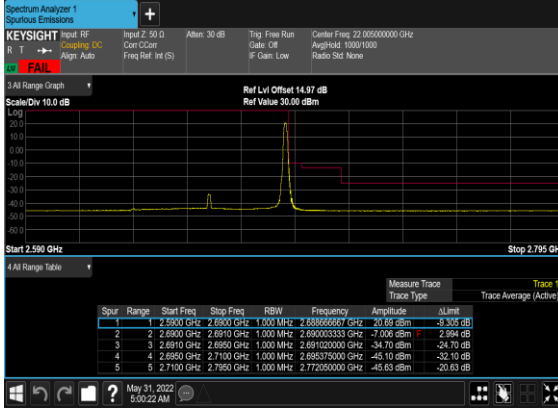 Spectrum Analyzer 1
Spurious Emissions
+
KEYSIGHT Input: RF Input Z: 50 Ω Atten: 30 dB Trig: Free Run Center Freq: 22.005000000 GHz
R T Coupling: DC Corr CCorr Gate: Off Avg|Hold: 1000/1000
Align: Auto Freq Ref: Int (S) IF Gain: Low Radio Std: None
FAIL
3 All Range Graph Ref Lvl Offset 14.97 dB
Scale/Div 10.0 dB Ref Value 30.00 dBm
Log
20.0
10.0
0.00
-10.0
-20.0
-30.0
-40.0
-50.0
-60.0
Start 2.590 GHz Stop 2.795 GH
4 All Range Table
Measure Trace Trace 1
Trace Type Trace Average (Active)
Spur Range Start Freq Stop Freq RBW Frequency Amplitude ΔLimit
1 1 2.5900 GHz 2.6900 GHz 1.000 MHz 2.688666667 GHz 20.69 dBm -9.305 dB
2 2 2.6900 GHz 2.6910 GHz 1.000 MHz 2.690003333 GHz -7.006 dBm F 2.994 dB
3 3 2.6910 GHz 2.6950 GHz 1.000 MHz 2.691020000 GHz -34.70 dBm -24.70 dB
4 4 2.6950 GHz 2.7100 GHz 1.000 MHz 2.695375000 GHz -45.10 dBm -32.10 dB
5 5 2.7100 GHz 2.7950 GHz 1.000 MHz 2.772050000 GHz -45.63 dBm -20.63 dB
? May 31, 2022
5:00:22 AM